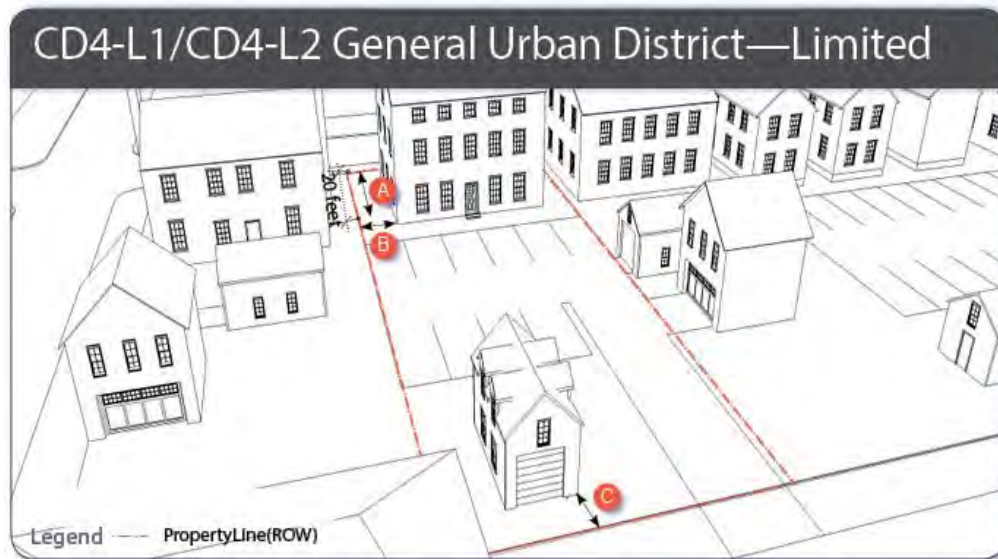 CD4-L1/CD4-L2 General Urban District—Limited
20 feet
A
B
C
Legend PropertyLine(ROW)